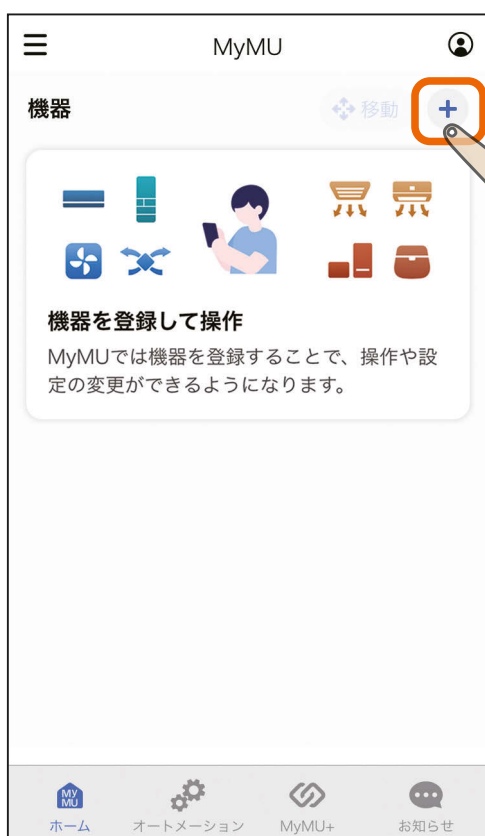 MyMU
機器
移動
機器を登録して操作
MyMUでは機器を登録することで、操作や設
定の変更ができるようになります。
My
MU
ホーム
オートメーション
MyMU+
お知らせ